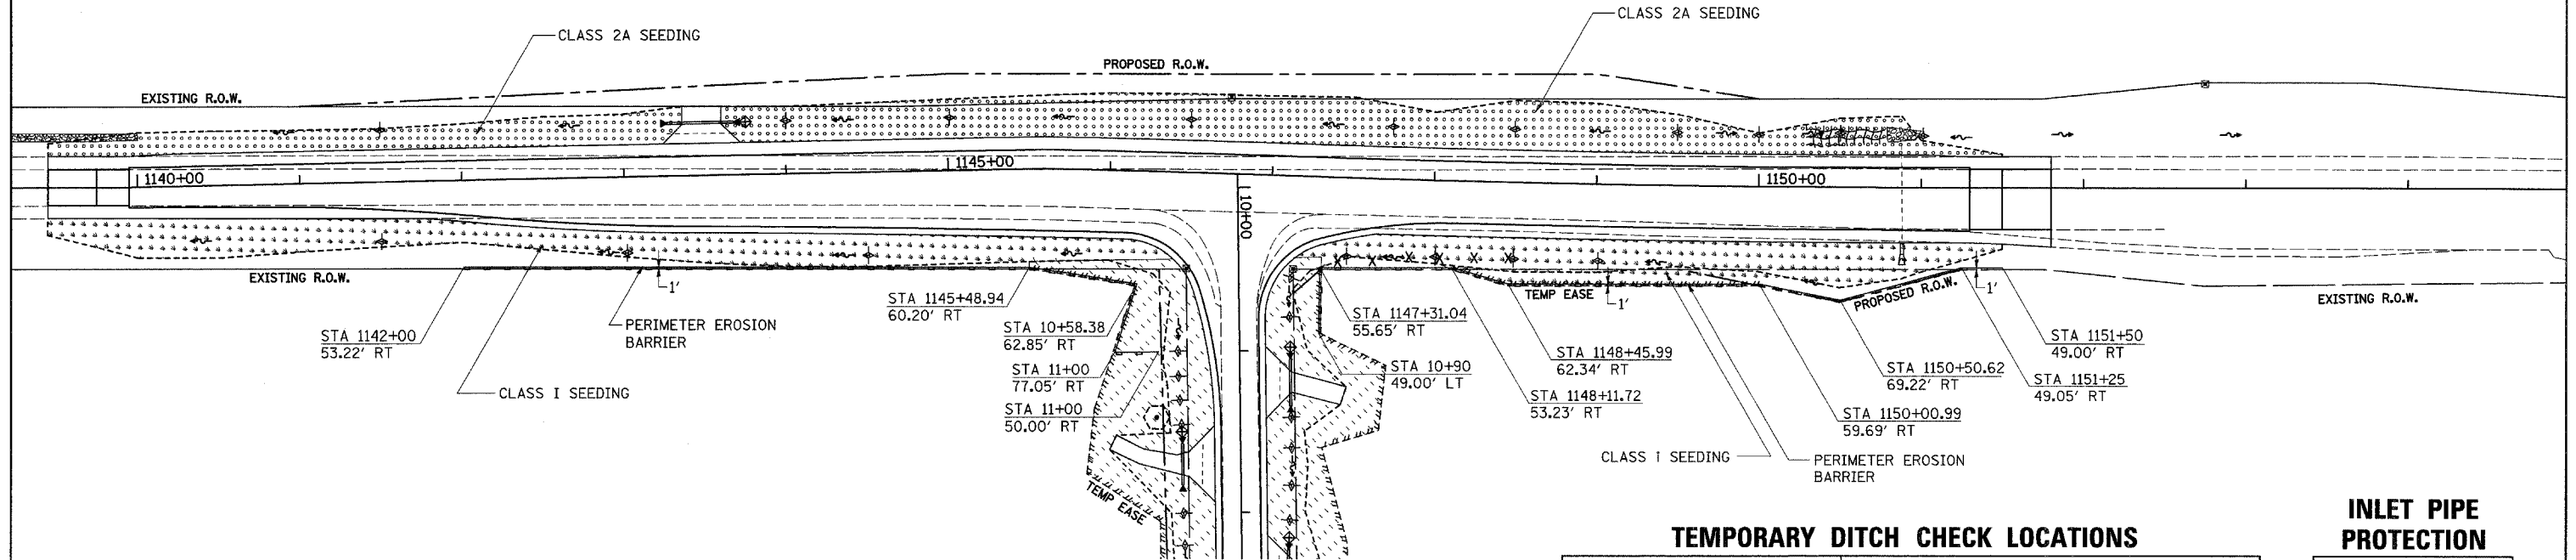 CLASS 2A SEEDING
CLASS 2A SEEDING
PROPOSED R.O.W.
EXISTING R.O.W.
1140+00
1145+00
1150+00
10+00
EXISTING R.O.W.
1'
STA 1142+00
53.22' RT
PERIMETER EROSION
BARRIER
CLASS I SEEDING
STA 1145+48.94
60.20' RT
STA 10+58.38
62.85' RT
STA 11+00
77.05' RT
STA 11+00
50.00' RT
TEMP EASE
STA 1147+31.04
55.65' RT
STA 10+90
49.00' LT
TEMP EASE
1'
STA 1148+45.99
62.34' RT
STA 1148+11.72
53.23' RT
PROPOSED R.O.W.
1'
EXISTING R.O.W.
STA 1151+50
49.00' RT
STA 1150+50.62
69.22' RT
STA 1151+25
49.05' RT
STA 1150+00.99
59.69' RT
CLASS I SEEDING
PERIMETER EROSION
BARRIER
TEMPORARY DITCH CHECK LOCATIONS
INLET PIPE
PROTECTION